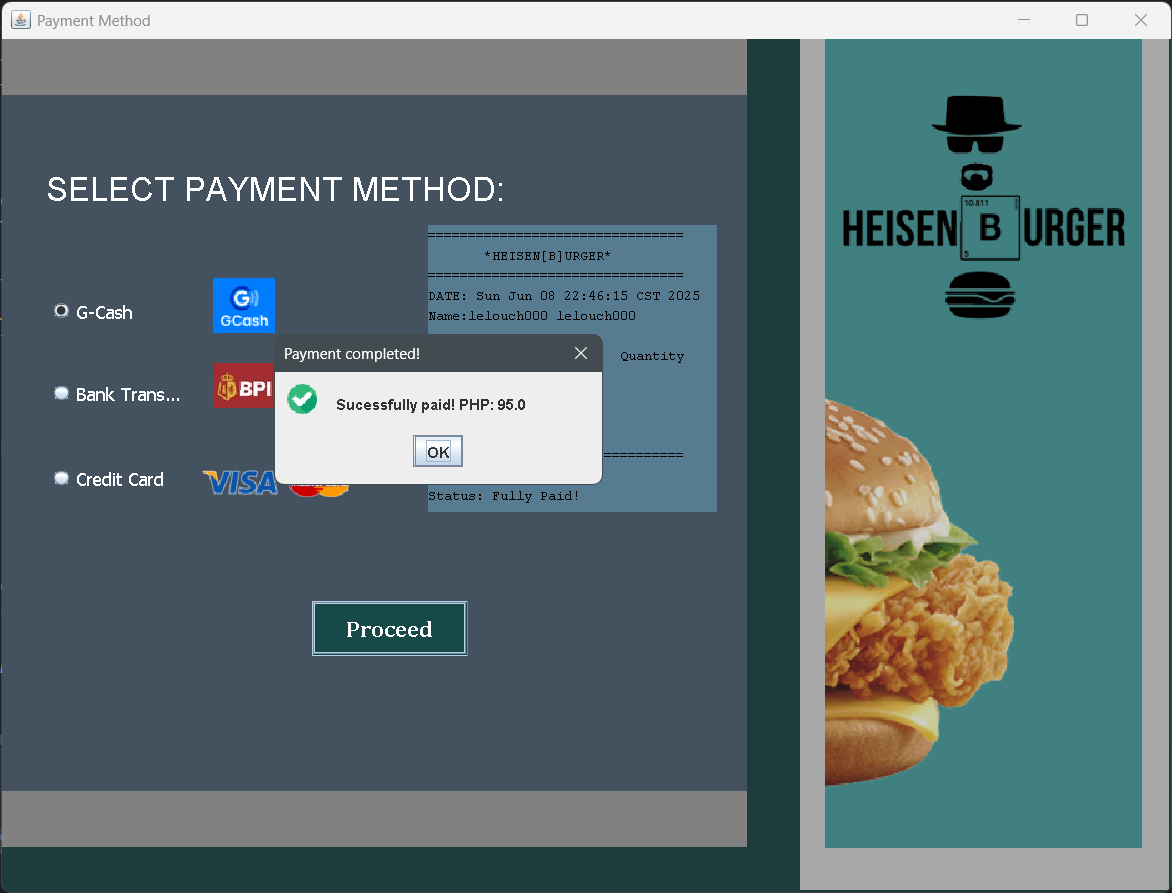 Payment Method
SELECT PAYMENT METHOD:
G-Cash
G
GCash
Bank Trans...
BPI
Credit Card
VISA
================================
*HEISEN[B]URGER*
================================
DATE: Sun Jun 08 22:46:15 CST 2025
Name:lelouch000 lelouch000
Quantity
==========
Status: Fully Paid!
Payment completed!
Sucessfully paid! PHP: 95.0
OK
Proceed
10.811
HEISEN B URGER
5